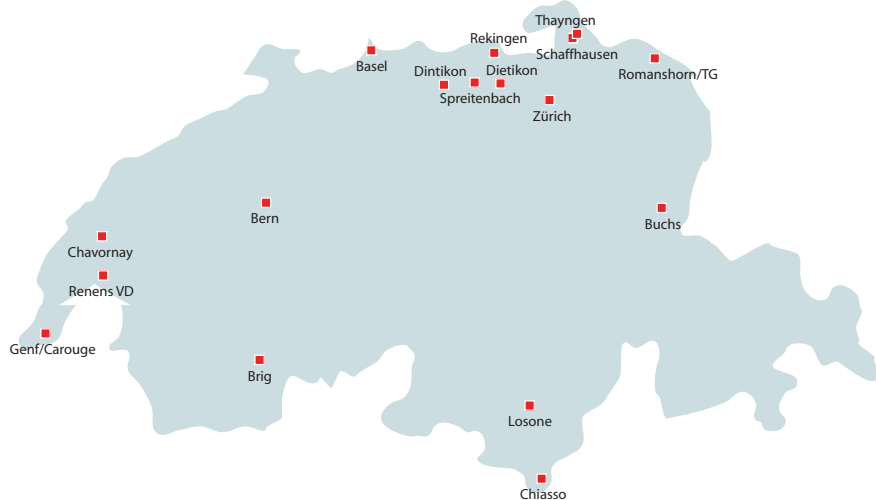 Thayngen
Rekingen
Schaffhausen
Basel
Dintikon
Dietikon
Romanshorn/TG
Spreitenbach
Zürich
Bern
Buchs
Chavornay
Renens VD
Genf/Carouge
Brig
Losone
Chiasso